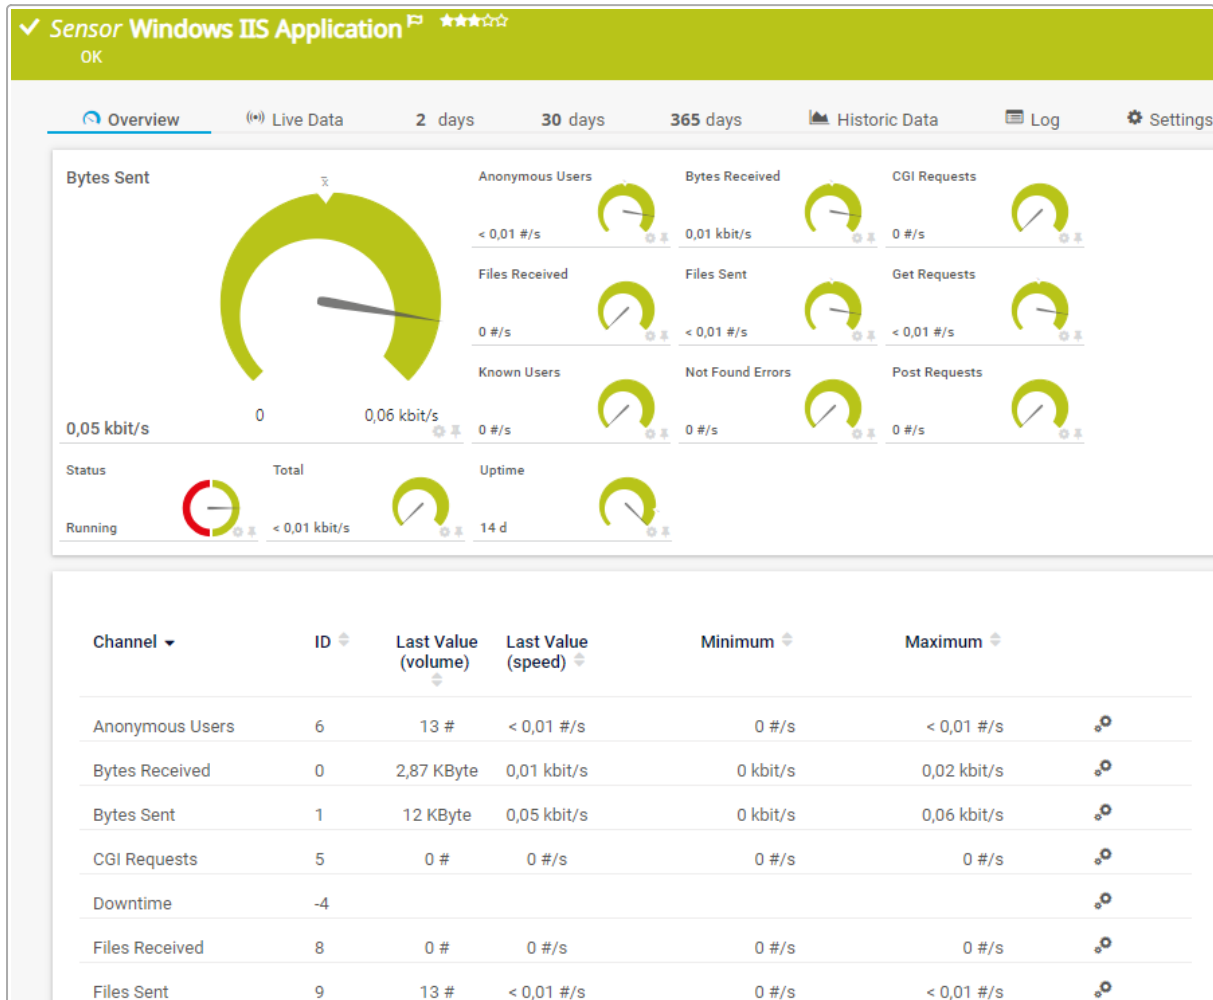 Sensor Windows IIS Application
OK
Overview Live Data 2 days 30 days 365 days Historic Data Log Settings
Bytes Sent
x̄
0
0,06 kbit/s
0,05 kbit/s
Anonymous Users
< 0,01 #/s
Bytes Received
0,01 kbit/s
CGI Requests
0 #/s
Files Received
0 #/s
Files Sent
< 0,01 #/s
Get Requests
< 0,01 #/s
Known Users
0 #/s
Not Found Errors
0 #/s
Post Requests
0 #/s
Status
Running
Total
< 0,01 kbit/s
Uptime
14 d
Channel ID Last Value (volume) Last Value (speed) Minimum Maximum
Anonymous Users 6 13 # < 0,01 #/s 0 #/s < 0,01 #/s
Bytes Received 0 2,87 KByte 0,01 kbit/s 0 kbit/s 0,02 kbit/s
Bytes Sent 1 12 KByte 0,05 kbit/s 0 kbit/s 0,06 kbit/s
CGI Requests 5 0 # 0 #/s 0 #/s 0 #/s
Downtime -4
Files Received 8 0 # 0 #/s 0 #/s 0 #/s
Files Sent 9 13 # < 0,01 #/s 0 #/s < 0,01 #/s